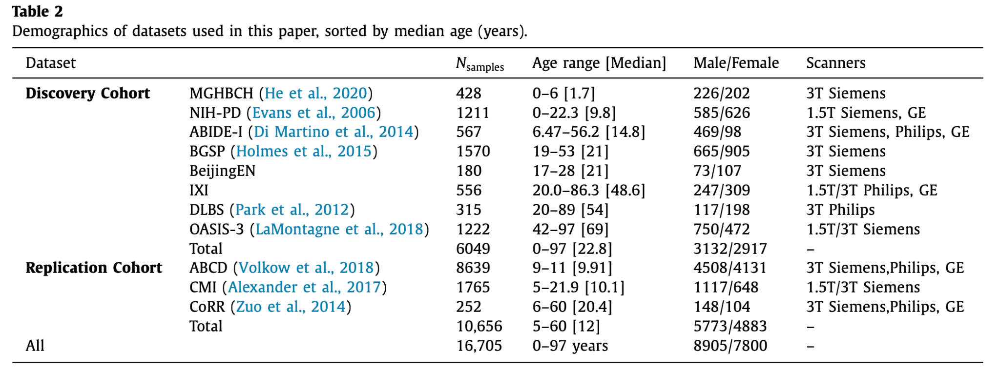 Table 2
Demographics of datasets used in this paper, sorted by median age (years).
Dataset N_samples Age range [Median] Male/Female Scanners
Discovery Cohort MGHBCH (He et al., 2020) 428 0–6 [1.7] 226/202 3T Siemens
NIH-PD (Evans et al., 2006) 1211 0–22.3 [9.8] 585/626 1.5T Siemens, GE
ABIDE-I (Di Martino et al., 2014) 567 6.47–56.2 [14.8] 469/98 3T Siemens, Philips, GE
BGSP (Holmes et al., 2015) 1570 19–53 [21] 665/905 3T Siemens
BeijingEN 180 17–28 [21] 73/107 3T Siemens
IXI 556 20.0–86.3 [48.6] 247/309 1.5T/3T Philips, GE
DLBS (Park et al., 2012) 315 20–89 [54] 117/198 3T Philips
OASIS-3 (LaMontagne et al., 2018) 1222 42–97 [69] 750/472 1.5T/3T Siemens
Total 6049 0–97 [22.8] 3132/2917 –
Replication Cohort ABCD (Volkow et al., 2018) 8639 9–11 [9.91] 4508/4131 3T Siemens,Philips, GE
CMI (Alexander et al., 2017) 1765 5–21.9 [10.1] 1117/648 1.5T/3T Siemens
CoRR (Zuo et al., 2014) 252 6–60 [20.4] 148/104 3T Siemens,Philips, GE
Total 10,656 5–60 [12] 5773/4883 –
All 16,705 0–97 years 8905/7800 –